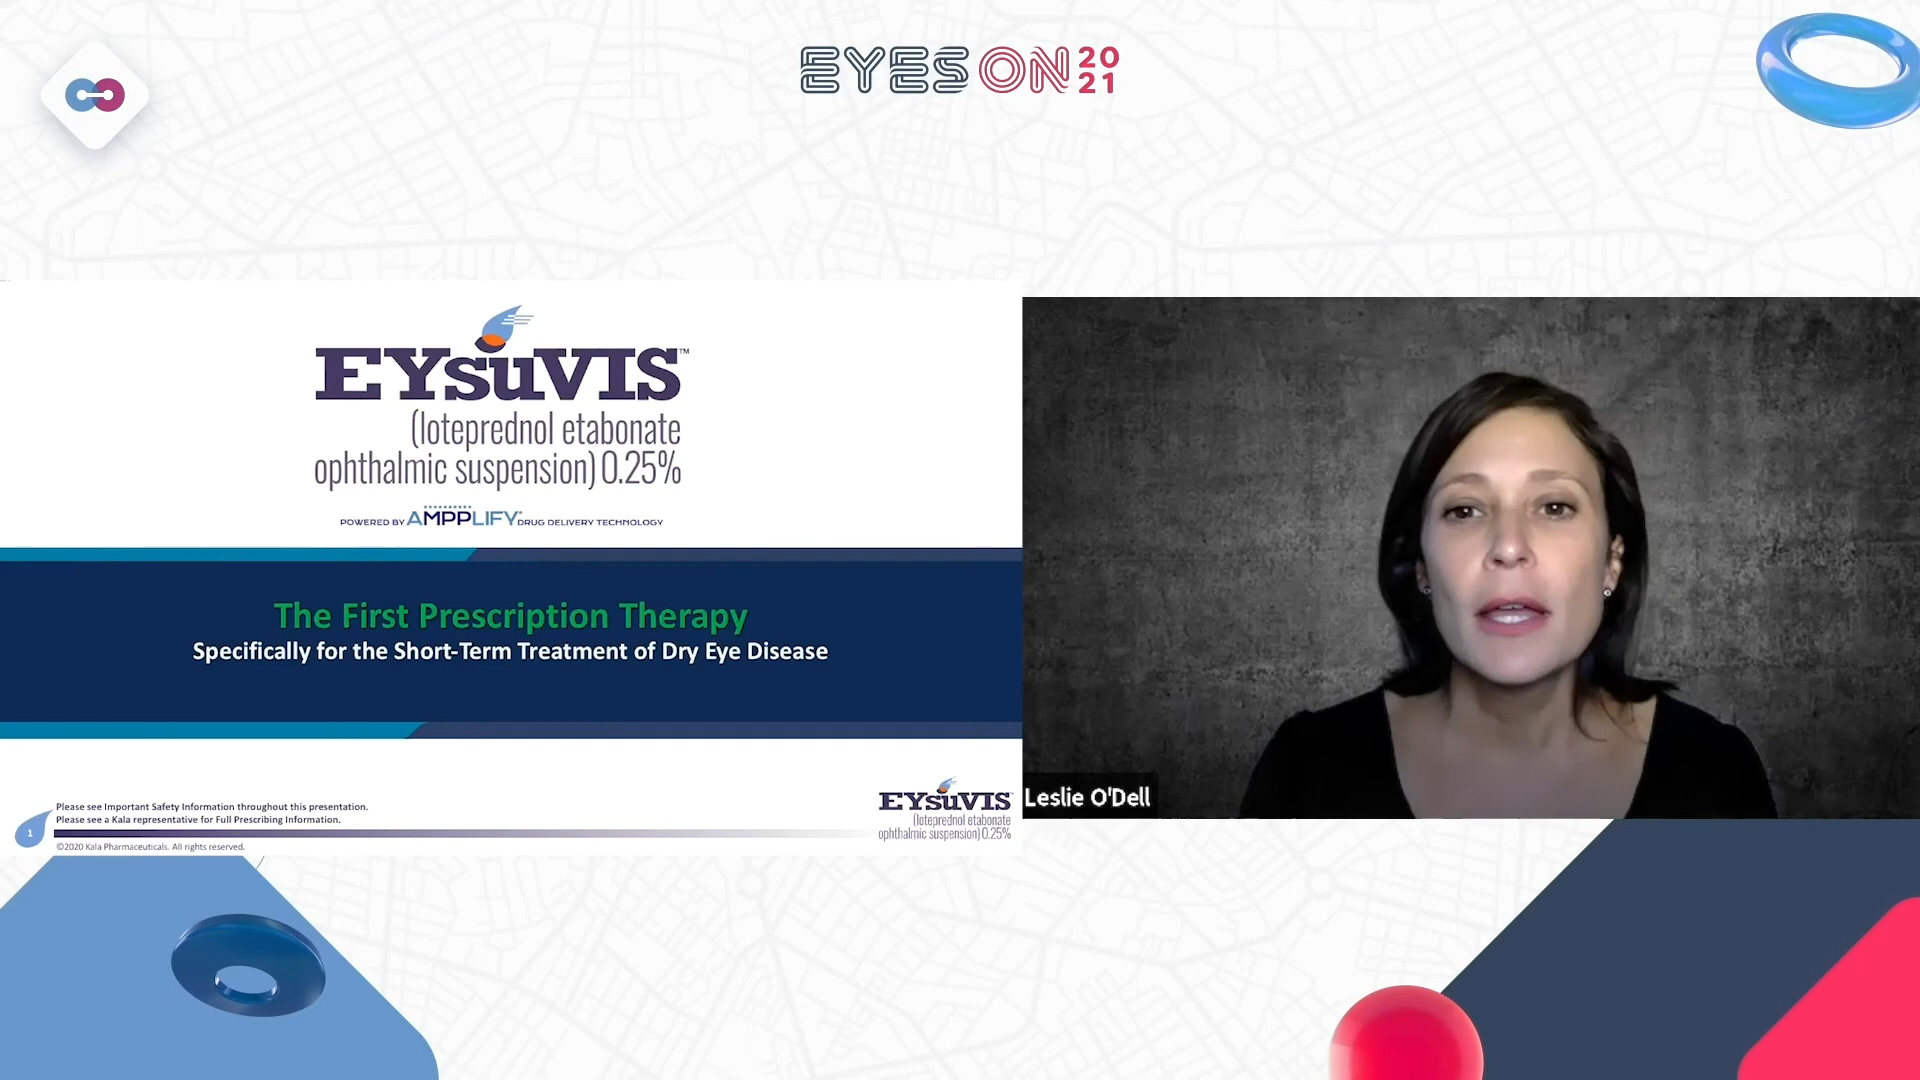 EYES ON 20
21
EYSUVIS™
(loteprednol etabonate
ophthalmic suspension) 0.25%
POWERED BY AMPPLIFY® DRUG DELIVERY TECHNOLOGY
The First Prescription Therapy
Specifically for the Short-Term Treatment of Dry Eye Disease
Please see Important Safety Information throughout this presentation.
Please see a Kala representative for Full Prescribing Information.
1
©2020 Kala Pharmaceuticals. All rights reserved.
EYSUVIS
(loteprednol etabonate
ophthalmic suspension) 0.25%
Leslie O'Dell